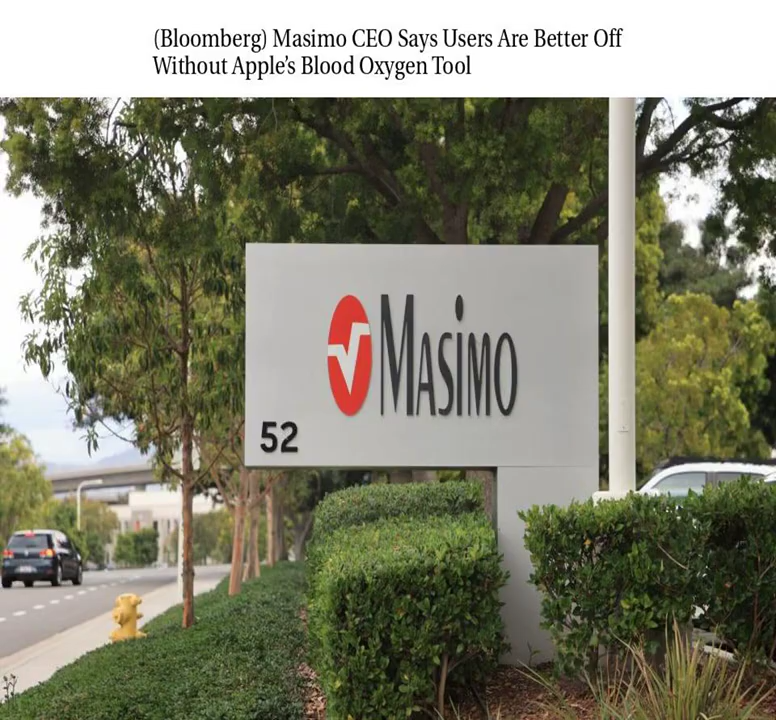 (Bloomberg) Masimo CEO Says Users Are Better Off
Without Apple's Blood Oxygen Tool
Masimo
52